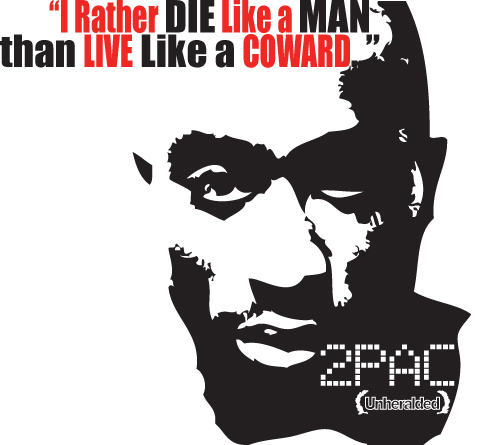 “I Rather DIE Like a MAN
than LIVE Like a COWARD..”
2PAC
(Unheralded)